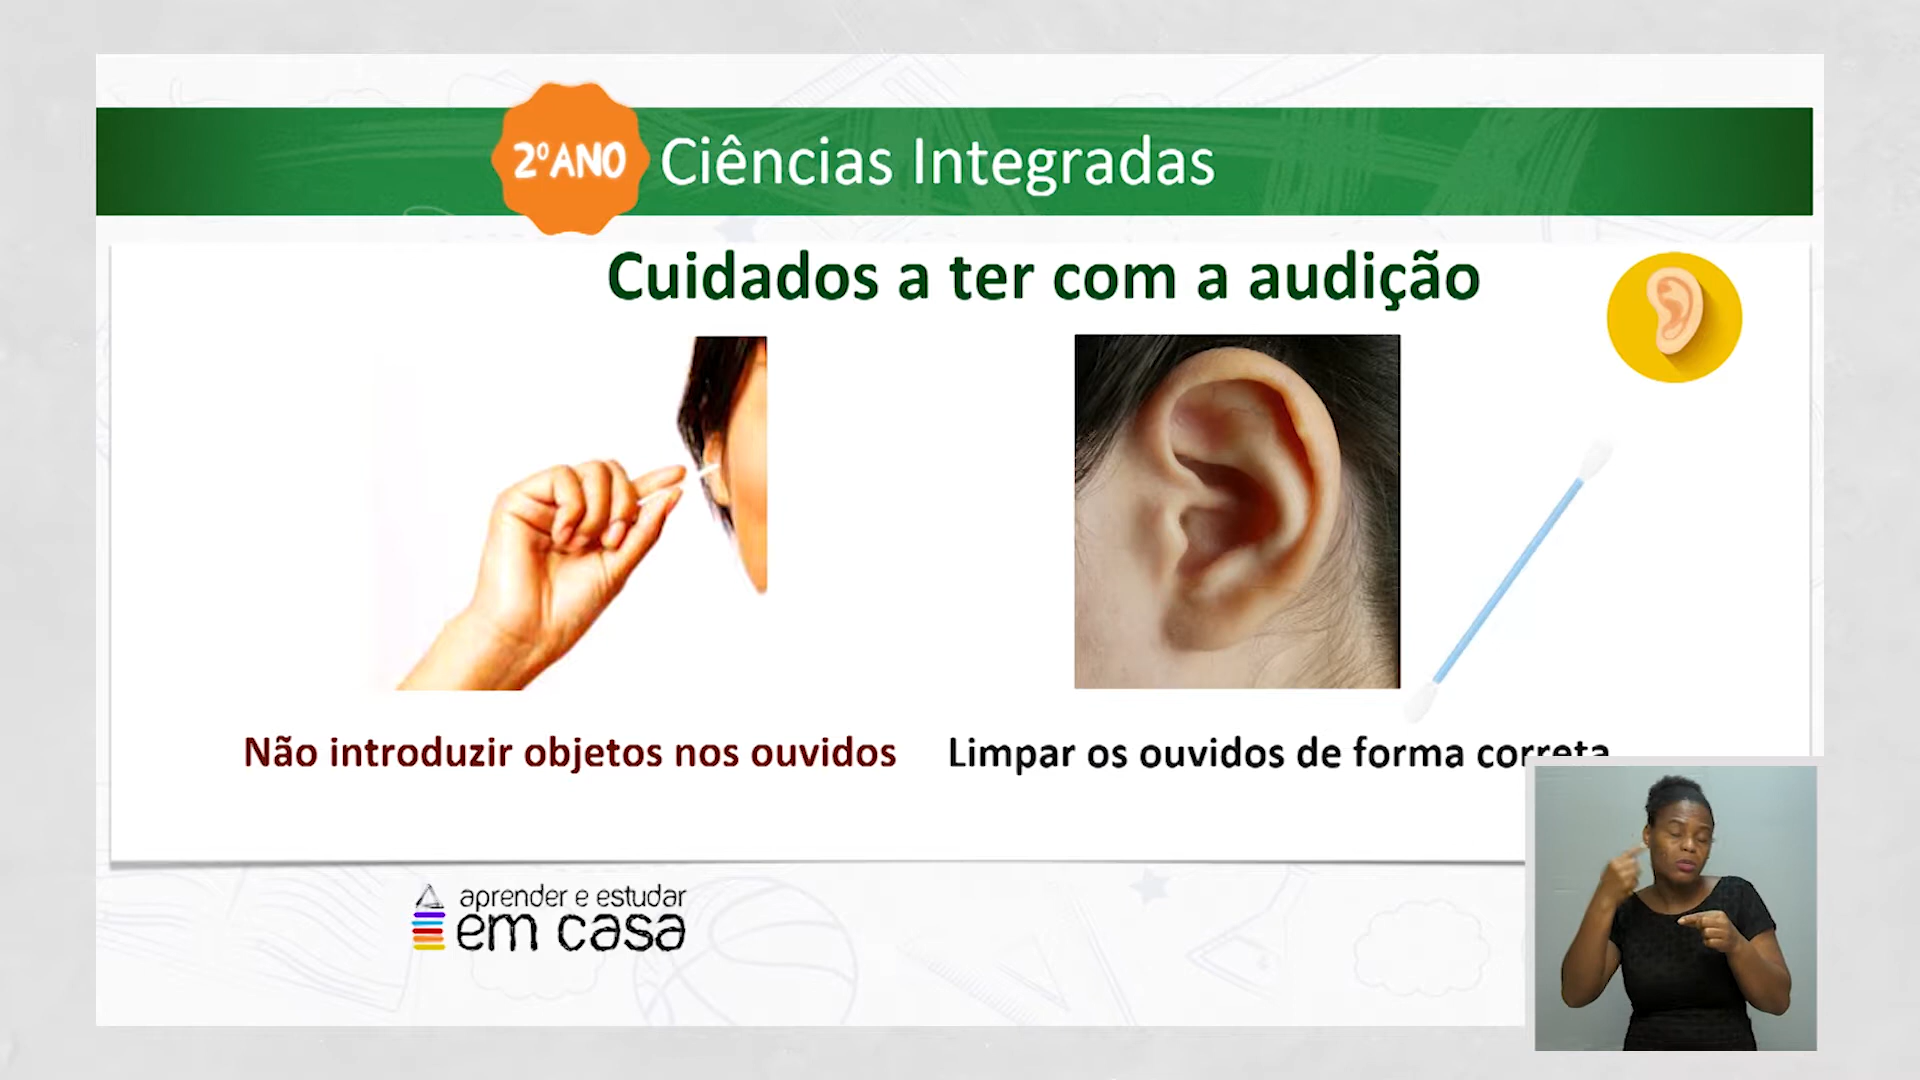 2ºANO Ciências Integradas
Cuidados a ter com a audição
Não introduzir objetos nos ouvidos
Limpar os ouvidos de forma correta
aprender e estudar
em casa